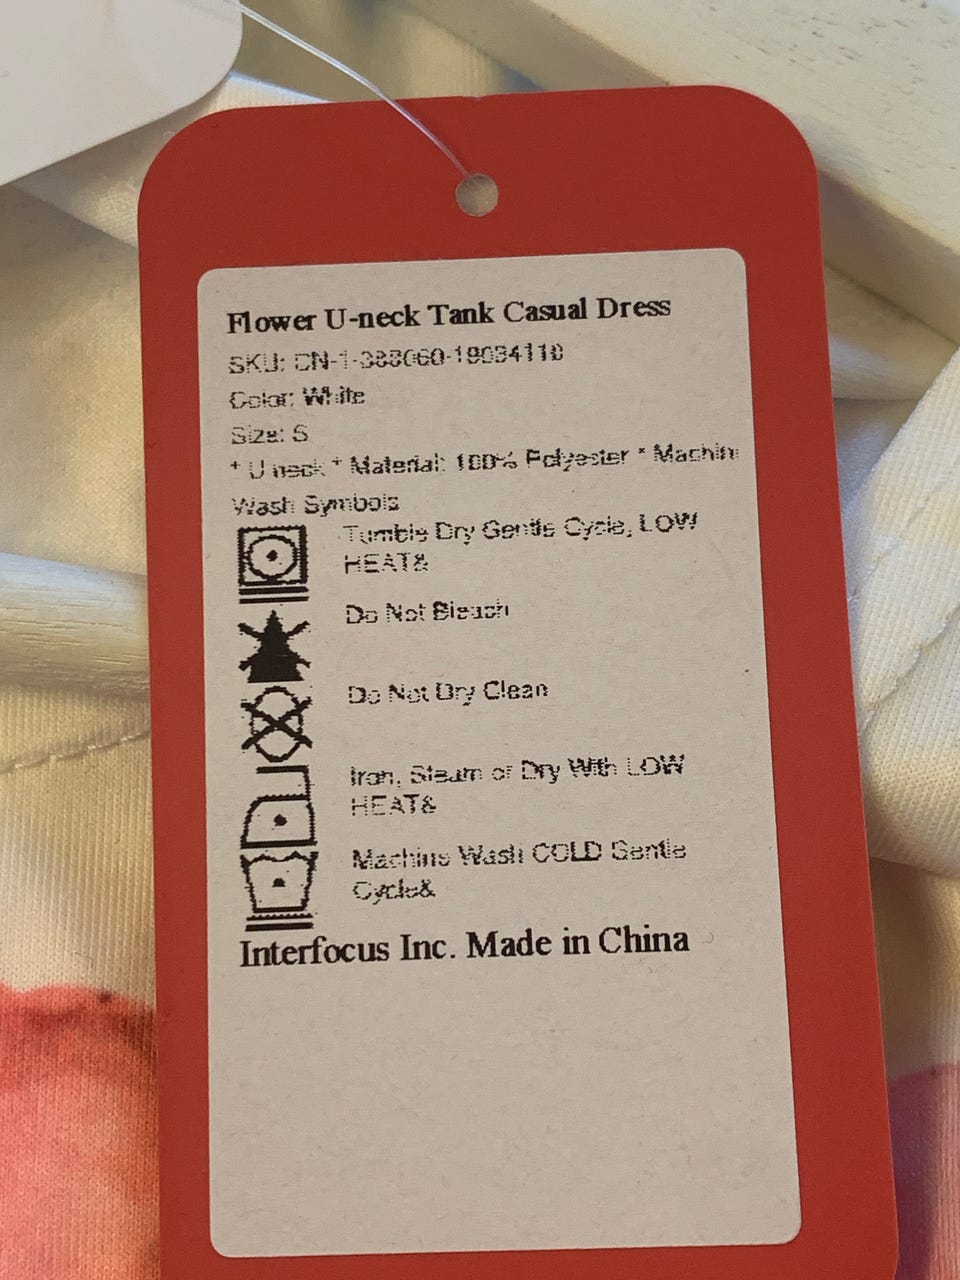 Flower U-neck Tank Casual Dress
SKU: CN-1-388060-19034110
Color: White
Size: S
* U neck * Material: 100% Polyester * Machin
Wash Symbols
Tumble Dry Gentle Cycle, LOW
HEAT&
Do Not Bleach
Do Not Dry Clean
Iron, Steam or Dry With LOW
HEAT&
Machine Wash COLD Gentle
Cycle&
Interfocus Inc. Made in China